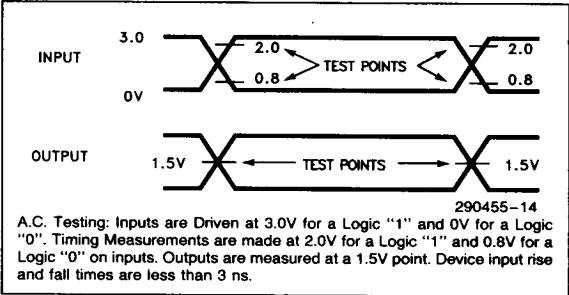 INPUT
3.0
0V
2.0
0.8
TEST POINTS
2.0
0.8
OUTPUT
1.5V
TEST POINTS
1.5V
290455-14
A.C. Testing: Inputs are Driven at 3.0V for a Logic "1" and 0V for a Logic
"0". Timing Measurements are made at 2.0V for a Logic "1" and 0.8V for a
Logic "0" on inputs. Outputs are measured at a 1.5V point. Device input rise
and fall times are less than 3 ns.